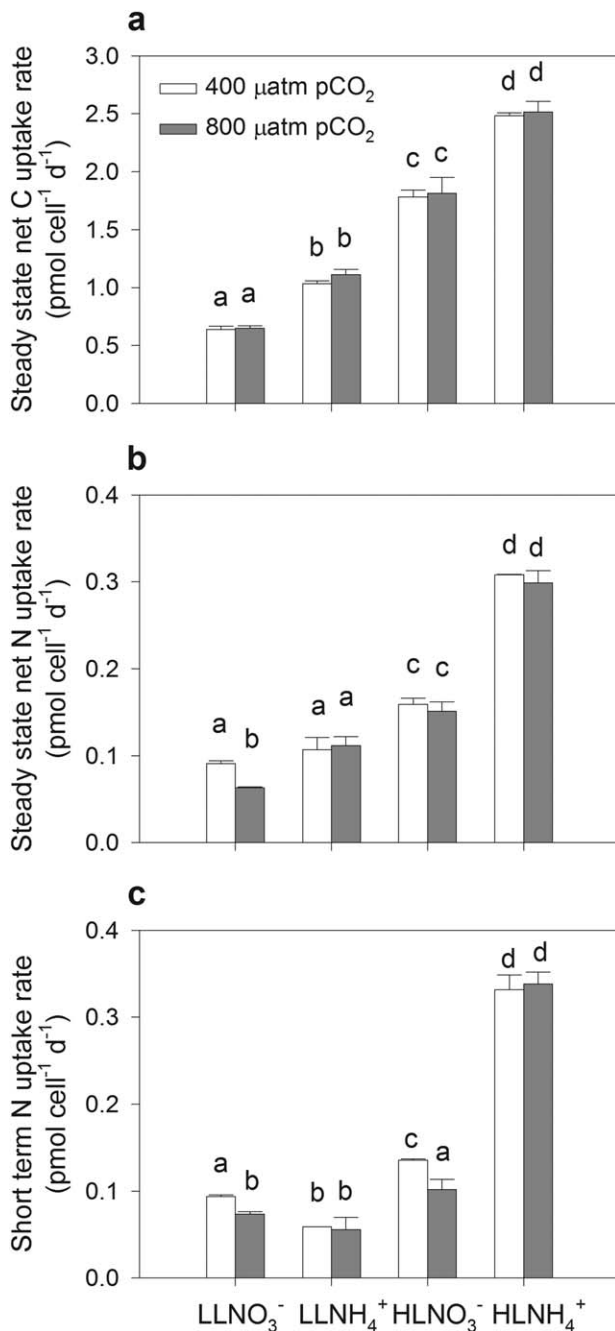 a
Steady state net C uptake rate
(pmol cell⁻¹ d⁻¹)
3.0
2.5
2.0
1.5
1.0
0.5
0.0
400 µatm pCO₂
800 µatm pCO₂
a a
b b
c c
d d
b
Steady state net N uptake rate
(pmol cell⁻¹ d⁻¹)
0.4
0.3
0.2
0.1
0.0
a b
a a
c c
d d
c
Short term N uptake rate
(pmol cell⁻¹ d⁻¹)
0.4
0.3
0.2
0.1
0.0
a b
b b
c a
d d
LLNO₃⁻ LLNH₄⁺ HLNO₃⁻ HLNH₄⁺